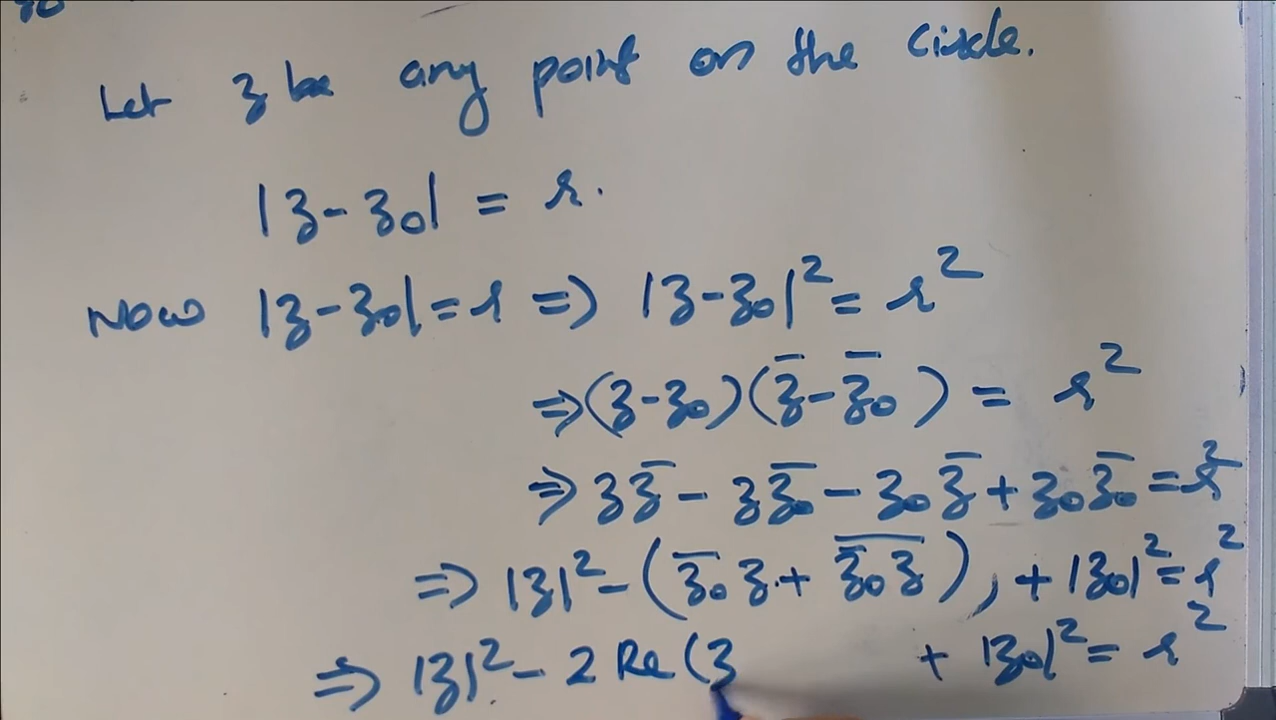 Let z be any point on the circle.
|z - z₀| = r.
Now |z - z₀| = r ⇒ |z - z₀|² = r²
⇒ (z - z₀)(z̅ - z̅₀) = r²
⇒ zz̅ - zz̅₀ - z₀z̅ + z₀z̅₀ = r²
⇒ |z|² - (z̅₀z + \overline{z̅₀z}), + |z₀|² = r²
⇒ |z|² - 2 Re(z + |z₀|² = r²